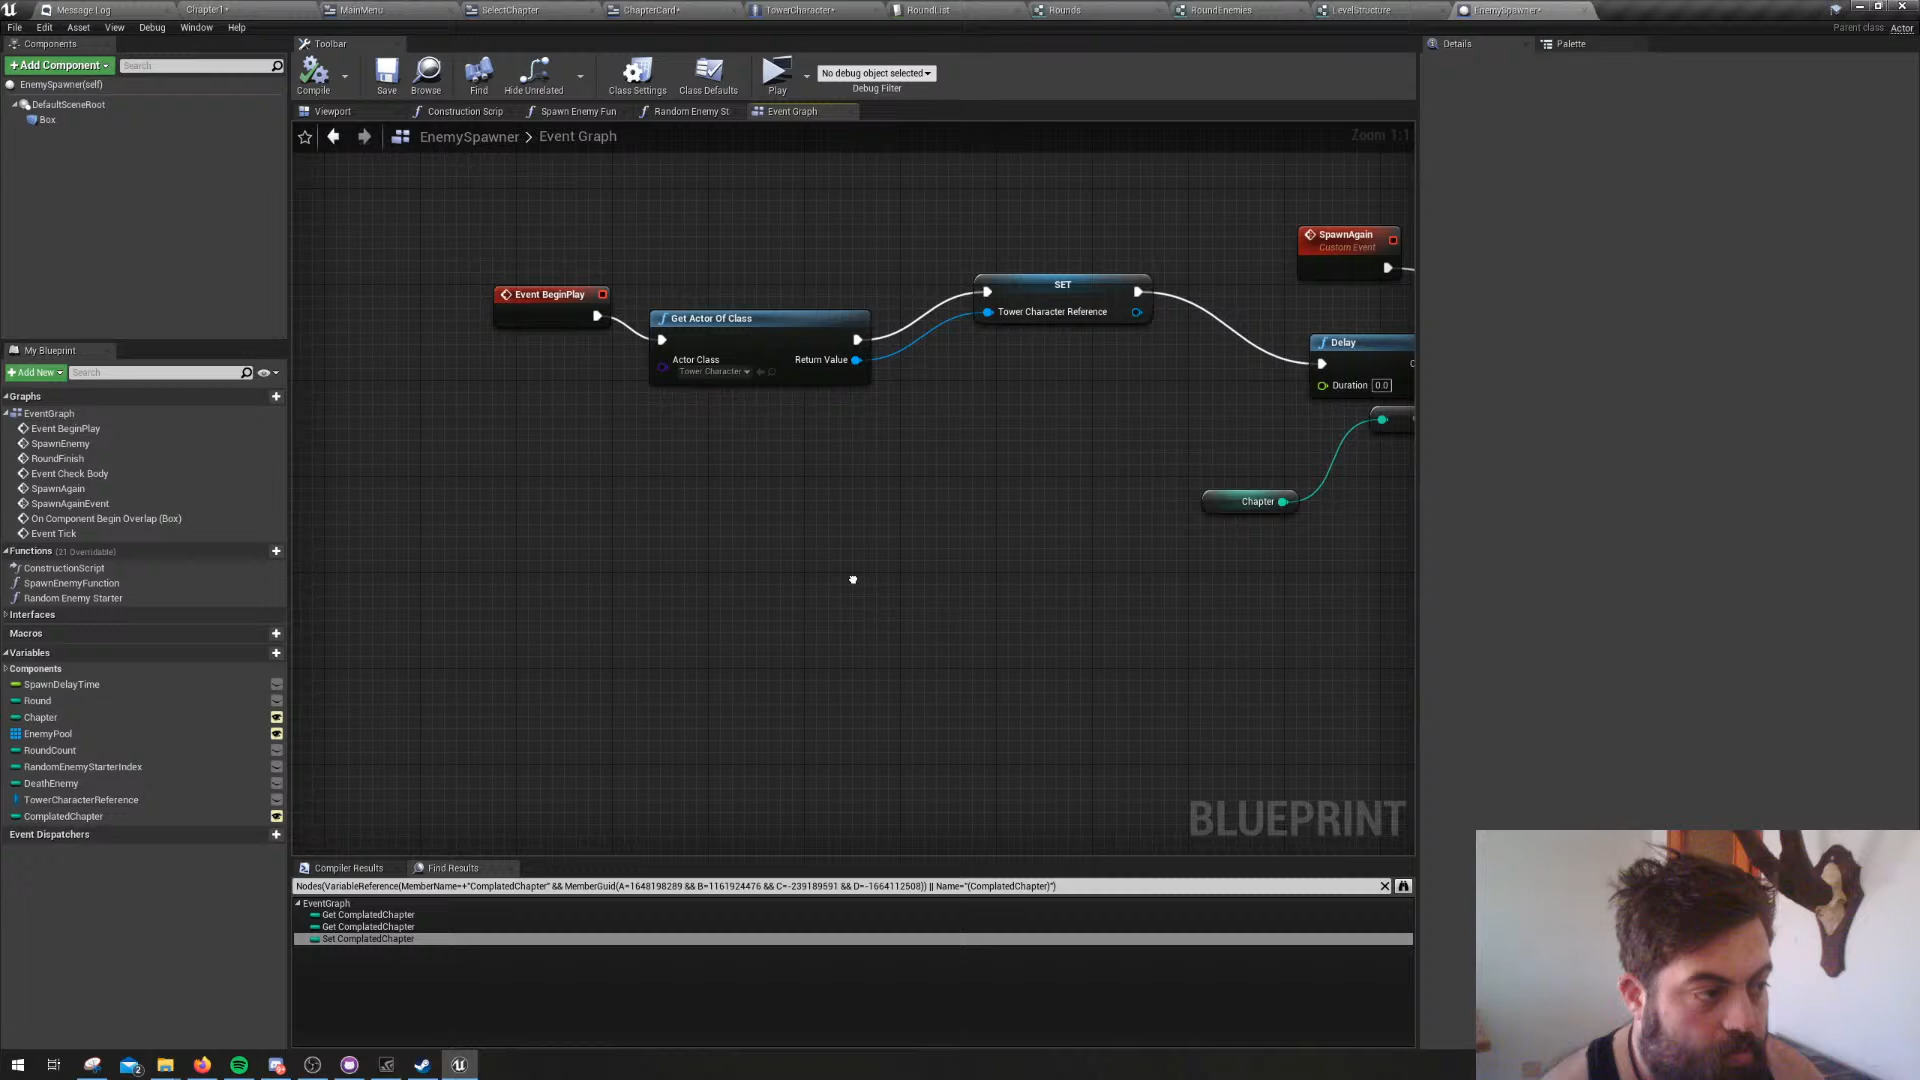 Message Log
Chapter1*
MainMenu
SelectChapter
ChapterCard*
TowerCharacter*
RoundList
Rounds
RoundEnemies
LevelStructure
EnemySpawner*
File Edit Asset View Debug Window Help
Parent class: Actor
Components
+Add Component
Search
EnemySpawner(self)
DefaultSceneRoot
Box
Toolbar
Compile
Save
Browse
Find
Hide Unrelated
Class Settings
Class Defaults
Play
No debug object selected
Debug Filter
Details
Palette
Viewport
Construction Scrip
Spawn Enemy Fun
Random Enemy St
Event Graph
EnemySpawner > Event Graph
Zoom 1:1
Event BeginPlay
Get Actor Of Class
Actor Class
Tower Character
Return Value
SET
Tower Character Reference
SpawnAgain
Custom Event
Delay
Duration 0.0
Chapter
BLUEPRINT
My Blueprint
+Add New
Search
Graphs
EventGraph
Event BeginPlay
SpawnEnemy
RoundFinish
Event Check Body
SpawnAgain
SpawnAgainEvent
On Component Begin Overlap (Box)
Event Tick
Functions (21 Overridable)
ConstructionScript
SpawnEnemyFunction
Random Enemy Starter
Interfaces
Macros
Variables
Components
SpawnDelayTime
Round
Chapter
EnemyPool
RoundCount
RandomEnemyStarterIndex
DeathEnemy
TowerCharacterReference
ComplatedChapter
Event Dispatchers
Compiler Results
Find Results
Nodes(VariableReference(MemberName=+"ComplatedChapter" && MemberGuid(A=1648198289 && B=1161924476 && C=-239189591 && D=-1664112508)) || Name="(ComplatedChapter)")
EventGraph
Get ComplatedChapter
Get ComplatedChapter
Set ComplatedChapter